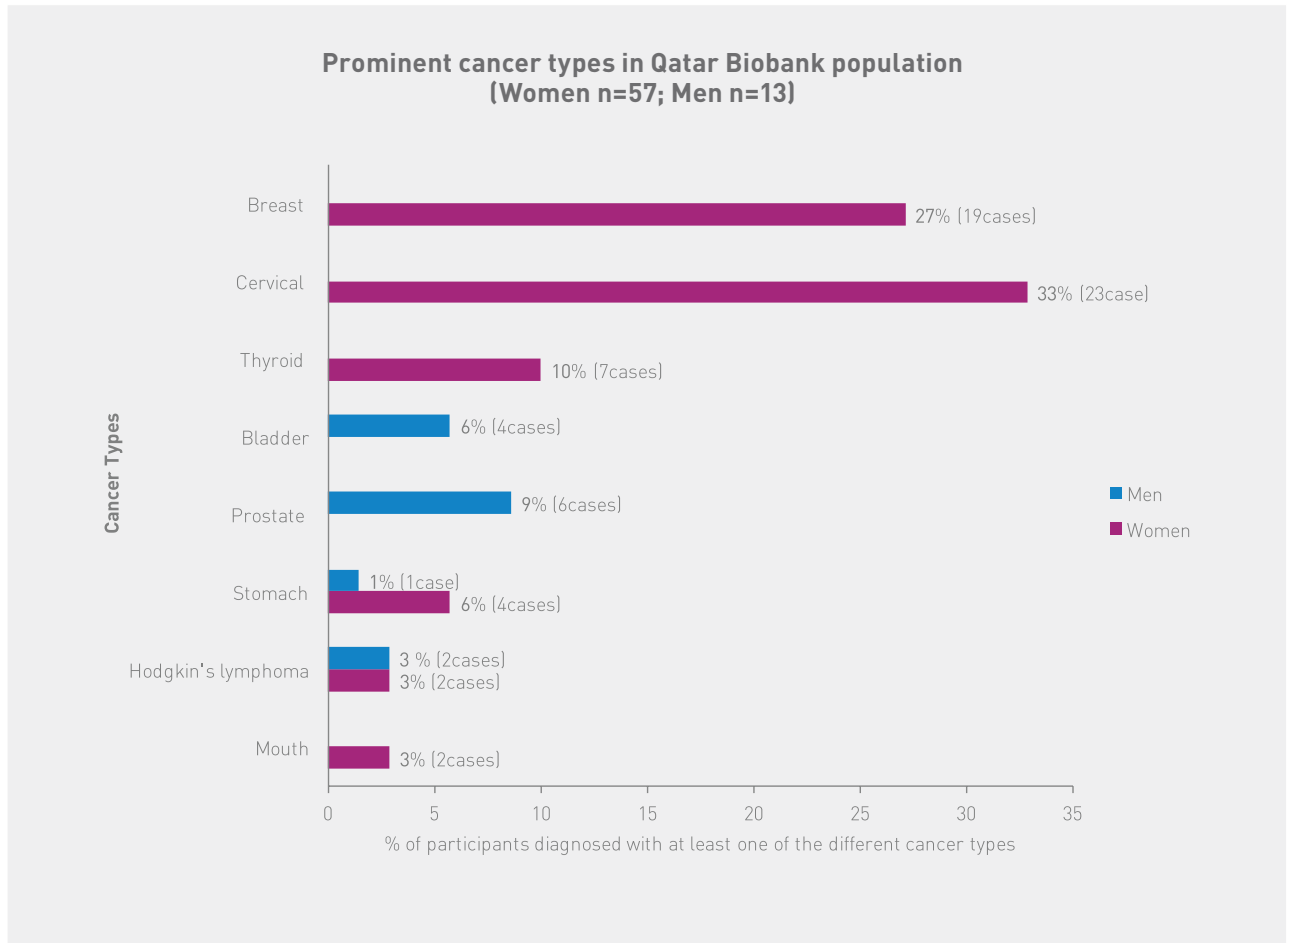 Prominent cancer types in Qatar Biobank population
(Women n=57; Men n=13)
Cancer Types
Breast
27% (19cases)
Cervical
33% (23case)
Thyroid
10% (7cases)
Bladder
6% (4cases)
Prostate
9% (6cases)
Stomach
1% (1case)
6% (4cases)
Hodgkin's lymphoma
3 % (2cases)
3% (2cases)
Mouth
3% (2cases)
Men
Women
0 5 10 15 20 25 30 35
% of participants diagnosed with at least one of the different cancer types